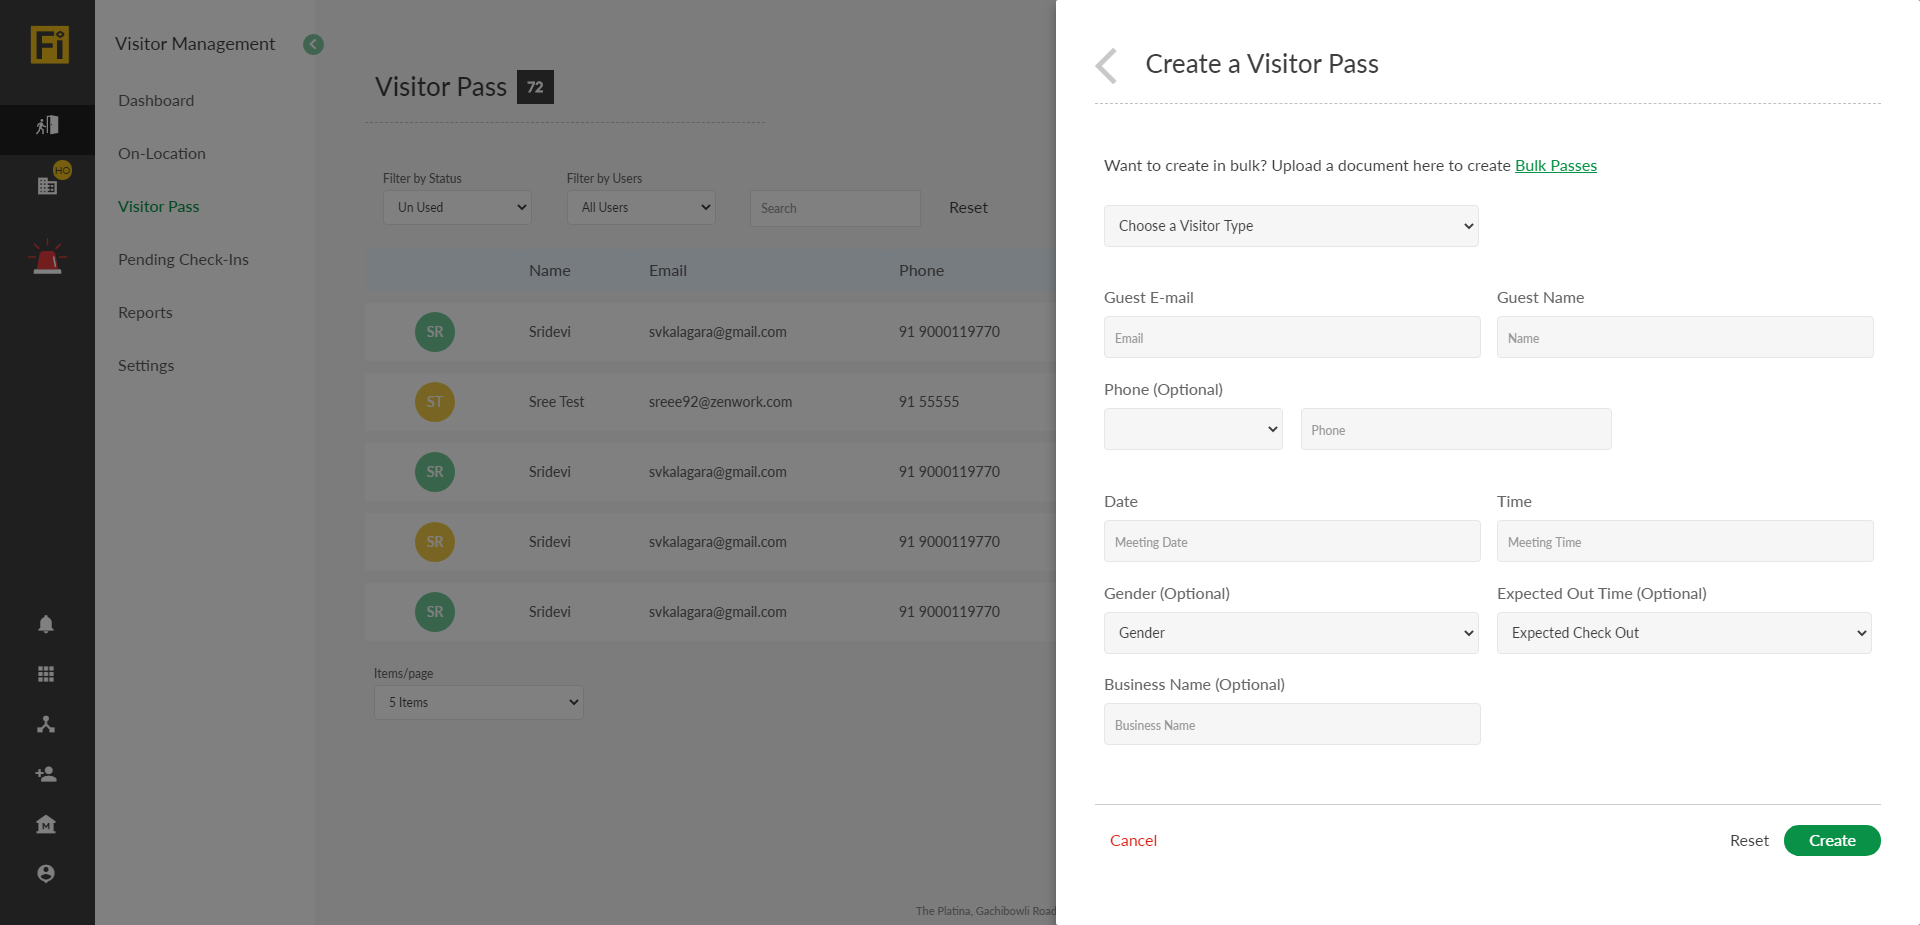 Fi
HO
Visitor Management
Dashboard
On-Location
Visitor Pass
Pending Check-Ins
Reports
Settings
Visitor Pass 72
Filter by Status
Un Used
Filter by Users
All Users
Search
Reset
Name Email Phone
SR Sridevi svkalagara@gmail.com 91 9000119770
ST Sree Test sreee92@zenwork.com 91 55555
SR Sridevi svkalagara@gmail.com 91 9000119770
SR Sridevi svkalagara@gmail.com 91 9000119770
SR Sridevi svkalagara@gmail.com 91 9000119770
Items/page
5 Items
The Platina, Gachibowli Road
Create a Visitor Pass
Want to create in bulk? Upload a document here to create Bulk Passes
Choose a Visitor Type
Guest E-mail
Email
Guest Name
Name
Phone (Optional)
Phone
Date
Meeting Date
Time
Meeting Time
Gender (Optional)
Gender
Expected Out Time (Optional)
Expected Check Out
Business Name (Optional)
Business Name
Cancel
Reset
Create
M